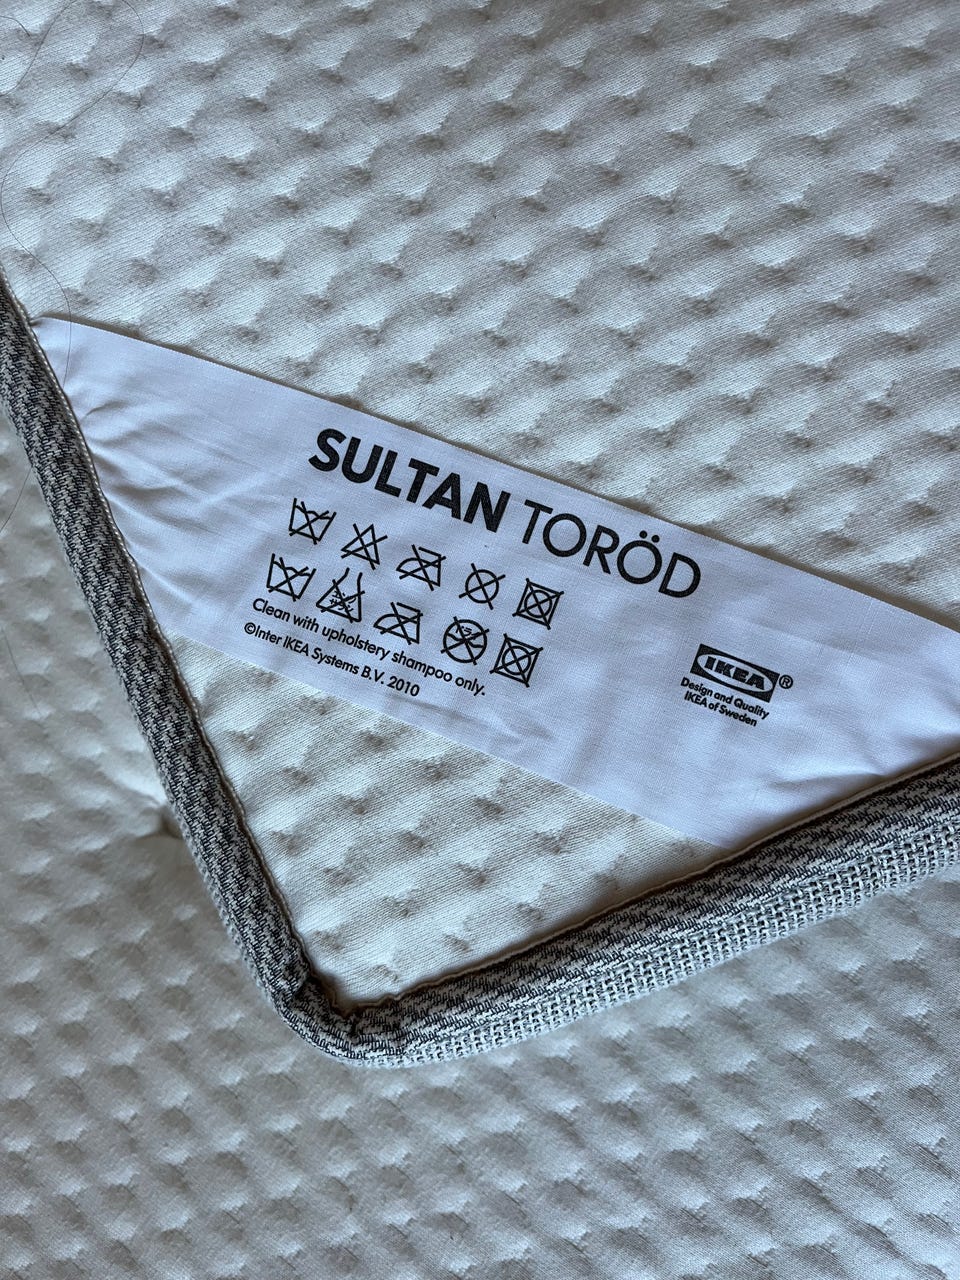 SULTAN TORÖD
Clean with upholstery shampoo only.
©Inter IKEA Systems B.V. 2010
IKEA®
Design and Quality
IKEA of Sweden